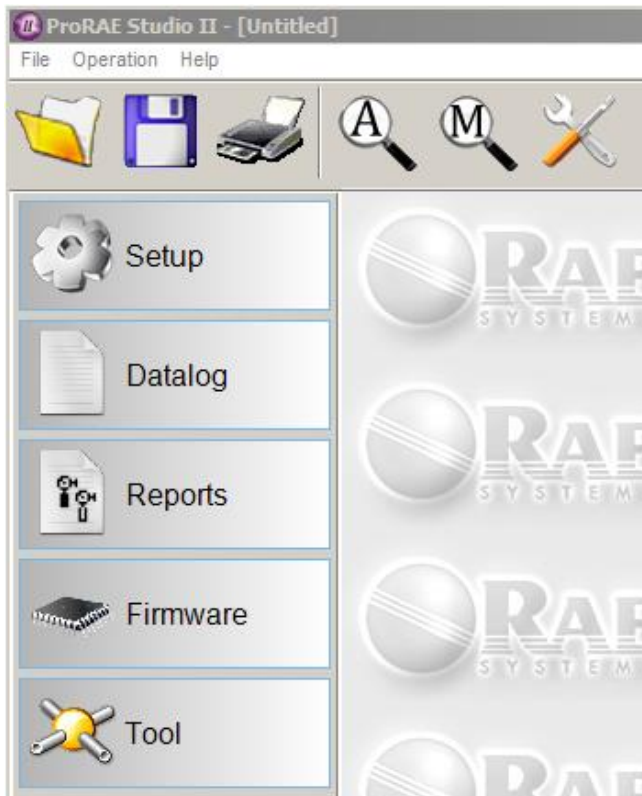 ProRAE Studio II - [Untitled]
File Operation Help
A M
Setup
Datalog
Reports
Firmware
Tool